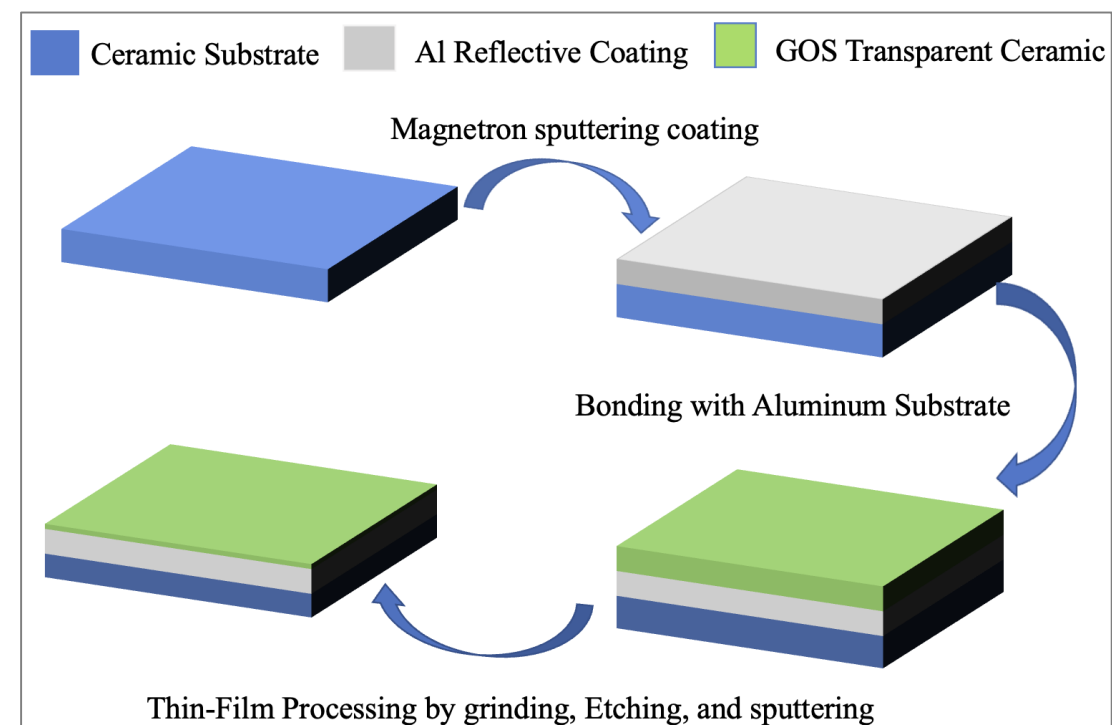 Ceramic Substrate
Al Reflective Coating
GOS Transparent Ceramic
Magnetron sputtering coating
Bonding with Aluminum Substrate
Thin-Film Processing by grinding, Etching, and sputtering